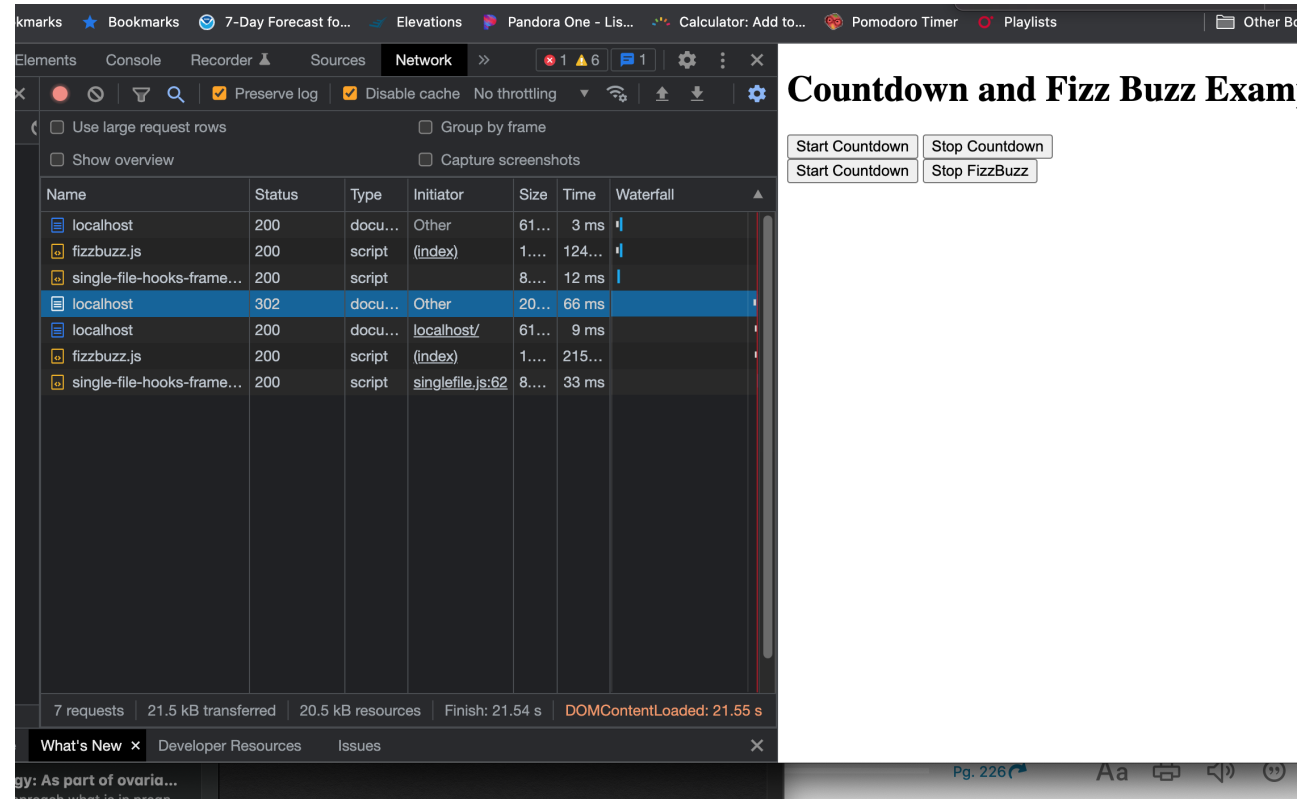 kmarks Bookmarks 7-Day Forecast fo... Elevations Pandora One - Lis... Calculator: Add to... Pomodoro Timer Playlists Other Bo
Elements Console Recorder Sources Network » 1 6 1
Preserve log Disable cache No throttling
Use large request rows Group by frame
Show overview Capture screenshots
Name Status Type Initiator Size Time Waterfall
localhost 200 docu... Other 61... 3 ms
fizzbuzz.js 200 script (index) 1.... 124...
single-file-hooks-frame... 200 script 8.... 12 ms
localhost 302 docu... Other 20... 66 ms
localhost 200 docu... localhost/ 61... 9 ms
fizzbuzz.js 200 script (index) 1.... 215...
single-file-hooks-frame... 200 script singlefile.js:62 8.... 33 ms
7 requests 21.5 kB transferred 20.5 kB resources Finish: 21.54 s DOMContentLoaded: 21.55 s
What's New × Developer Resources Issues
Countdown and Fizz Buzz Exam
Start Countdown Stop Countdown
Start Countdown Stop FizzBuzz
gy: As part of ovaria...
Pg. 226 Aa